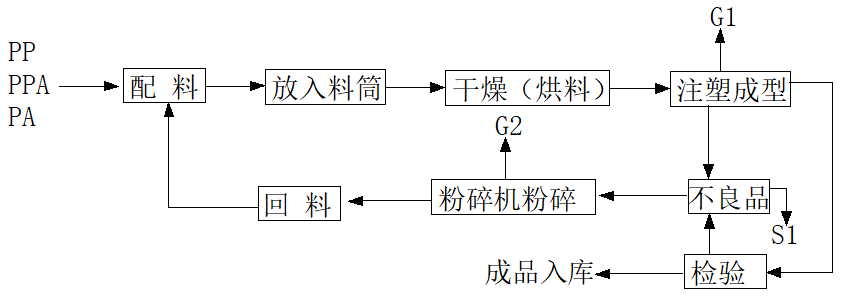 G1
PP
PPA
PA
配 料
放入料筒
干燥（烘料）
注塑成型
G2
回 料
粉碎机粉碎
不良品
S1
成品入库
检验